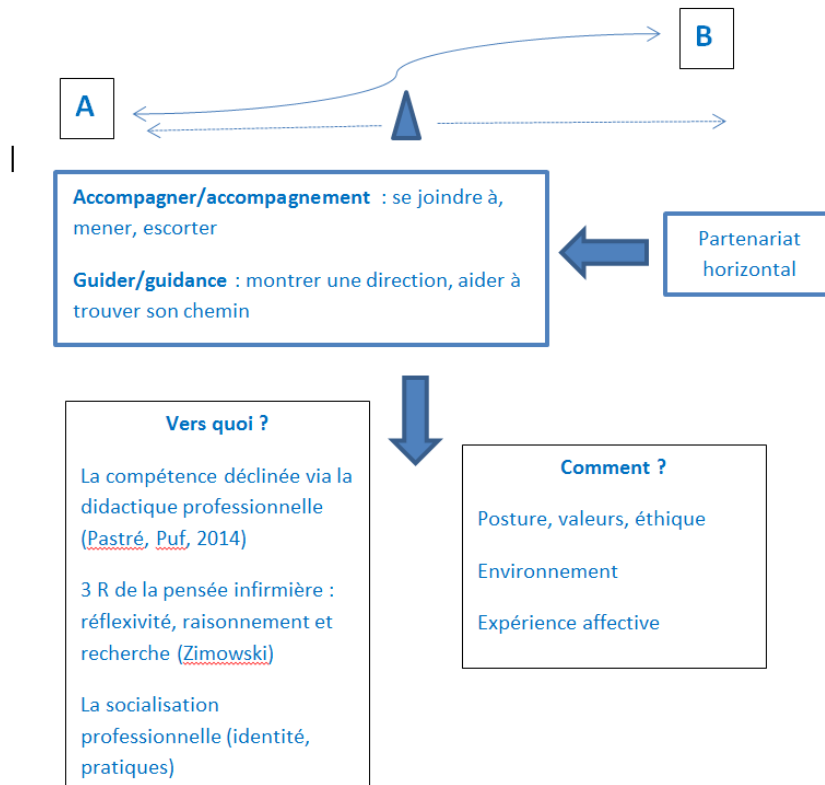 B
A
Accompagner/accompagnement : se joindre à,
mener, escorter
Guider/guidance : montrer une direction, aider à
trouver son chemin
Partenariat
horizontal
Vers quoi ?
La compétence déclinée via la
didactique professionnelle
(Pastré, Puf, 2014)
3 R de la pensée infirmière :
réflexivité, raisonnement et
recherche (Zimowski)
La socialisation
professionnelle (identité,
pratiques)
Comment ?
Posture, valeurs, éthique
Environnement
Expérience affective